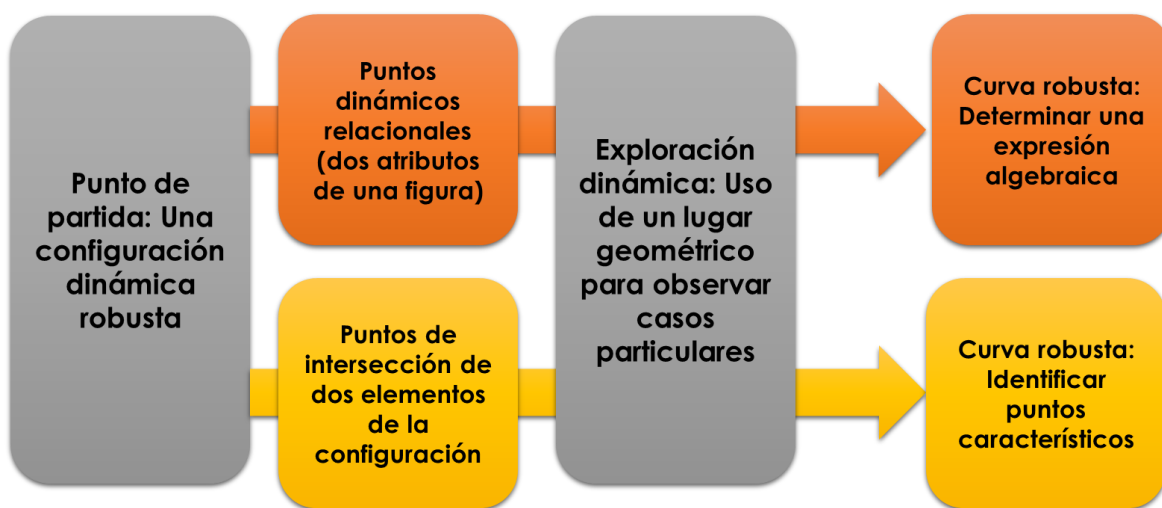 Punto de
partida: Una
configuración
dinámica
robusta
Puntos
dinámicos
relacionales
(dos atributos
de una figura)
Puntos de
intersección de
dos elementos
de la
configuración
Exploración
dinámica: Uso
de un lugar
geométrico
para observar
casos
particulares
Curva robusta:
Determinar una
expresión
algebraica
Curva robusta:
Identificar
puntos
característicos